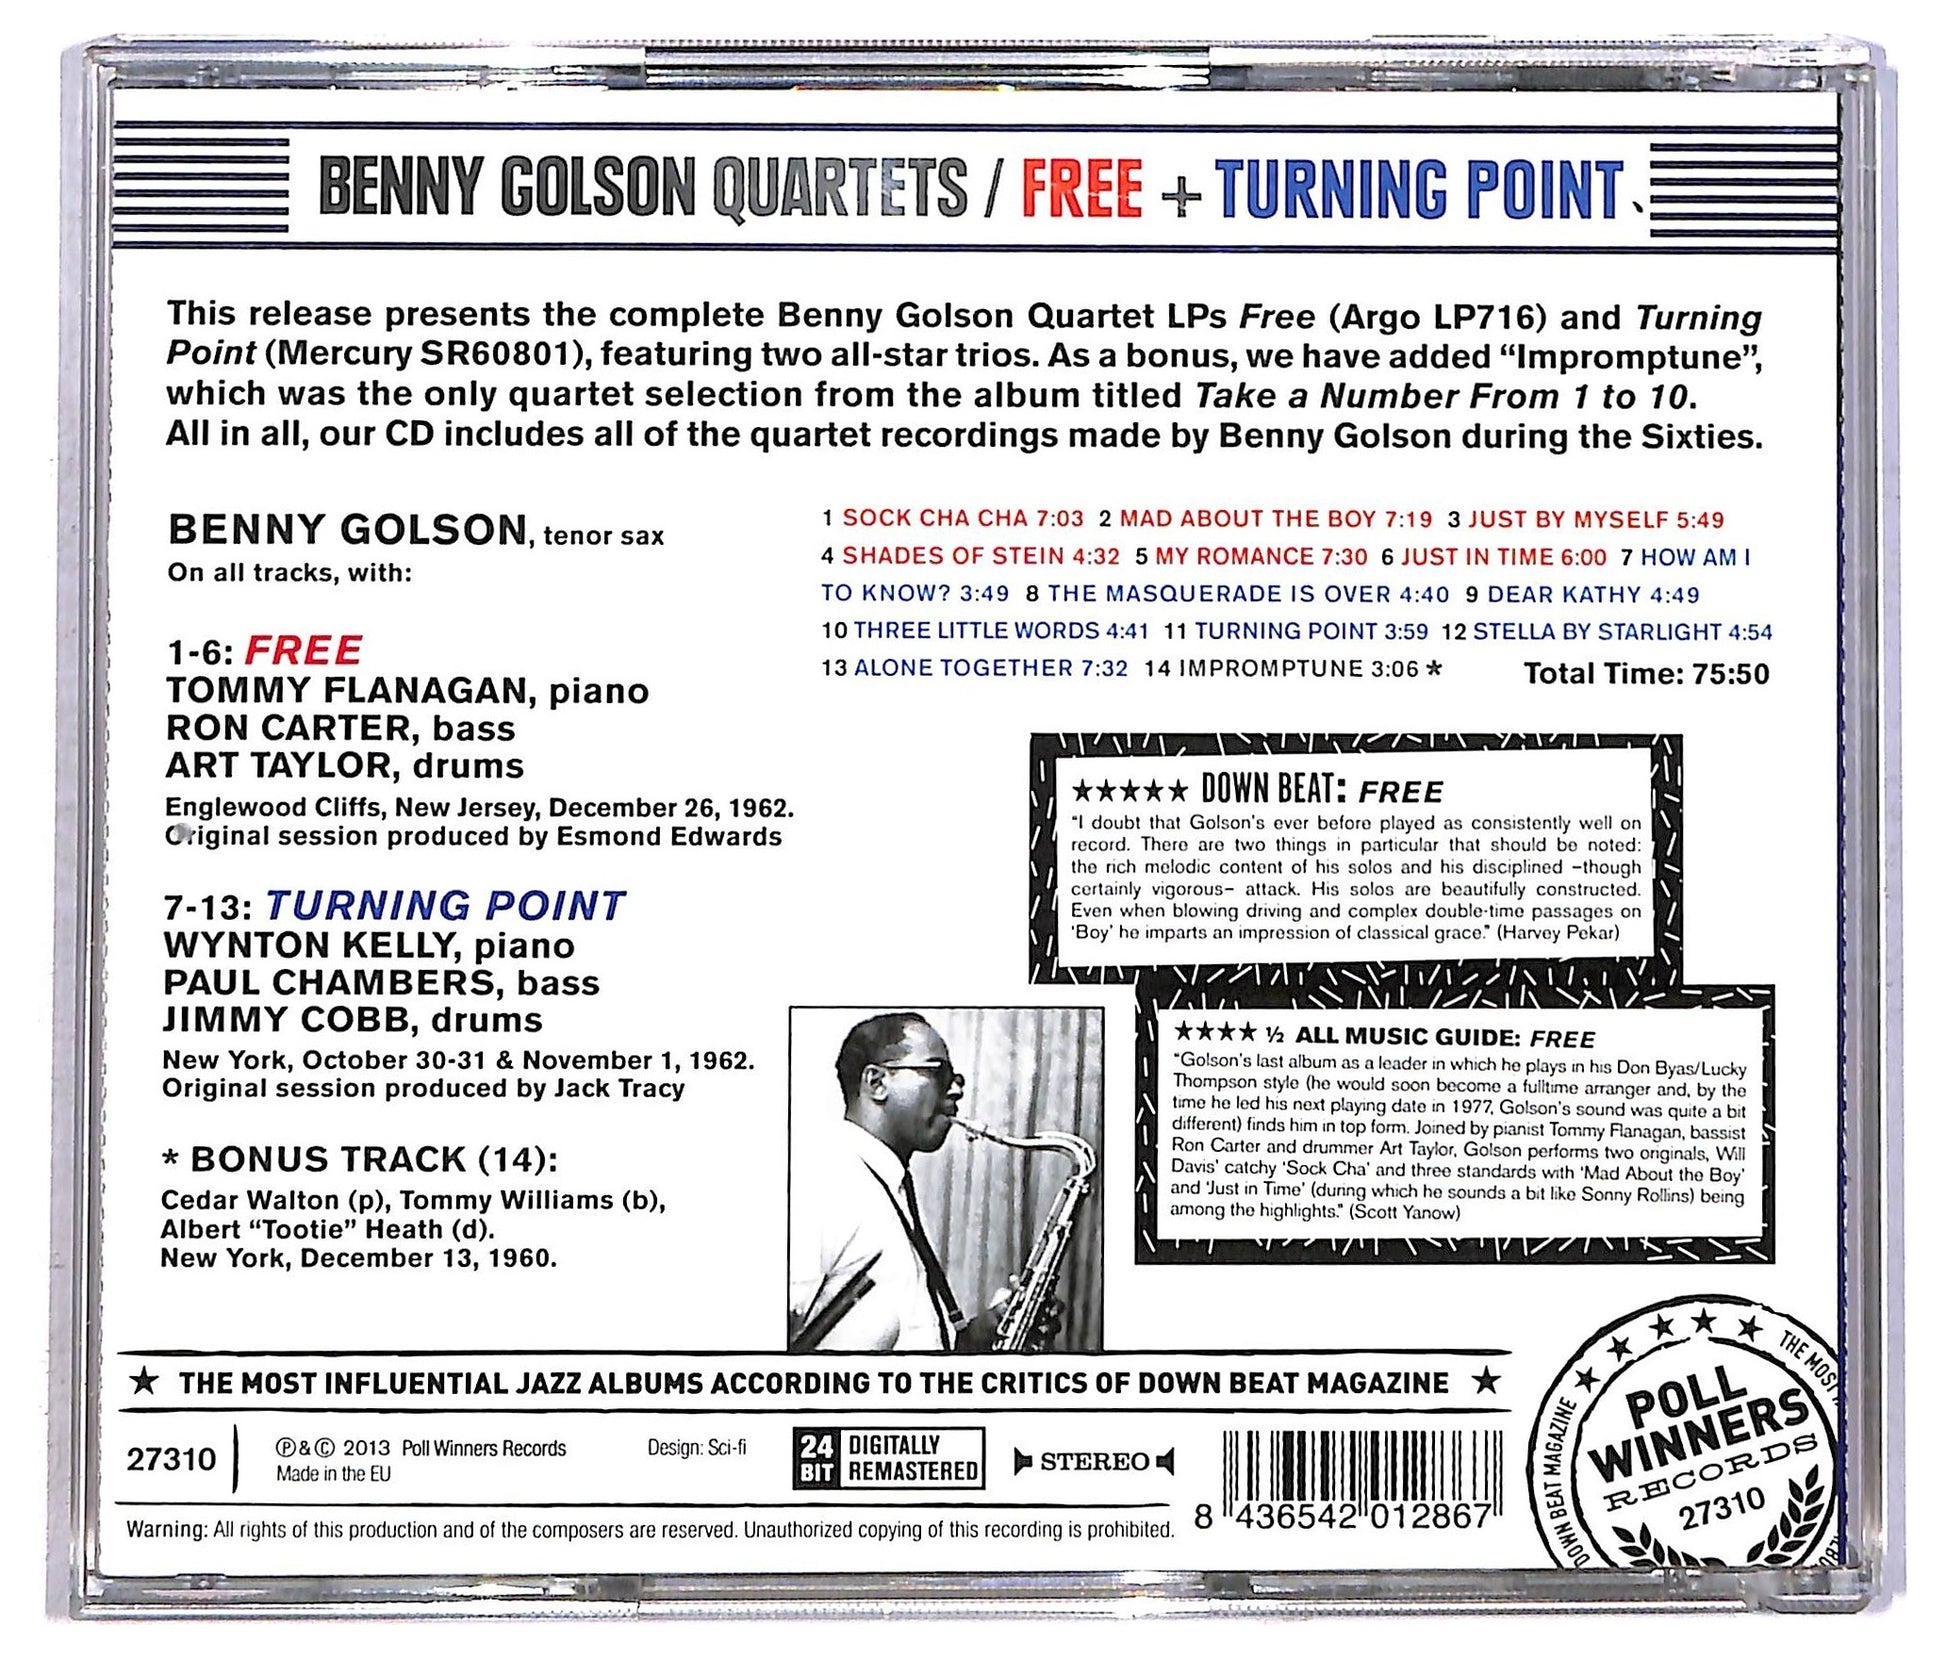 BENNY GOLSON QUARTETS / FREE + TURNING POINT
This release presents the complete Benny Golson Quartet LPs Free (Argo LP716) and Turning
Point (Mercury SR60801), featuring two all-star trios. As a bonus, we have added “Impromptune”,
which was the only quartet selection from the album titled Take a Number From 1 to 10.
All in all, our CD includes all of the quartet recordings made by Benny Golson during the Sixties.
BENNY GOLSON, tenor sax
On all tracks, with:
1-6: FREE
TOMMY FLANAGAN, piano
RON CARTER, bass
ART TAYLOR, drums
Englewood Cliffs, New Jersey, December 26, 1962.
Original session produced by Esmond Edwards
7-13: TURNING POINT
WYNTON KELLY, piano
PAUL CHAMBERS, bass
JIMMY COBB, drums
New York, October 30-31 & November 1, 1962.
Original session produced by Jack Tracy
* BONUS TRACK (14):
Cedar Walton (p), Tommy Williams (b),
Albert “Tootie” Heath (d).
New York, December 13, 1960.
1 SOCK CHA CHA 7:03 2 MAD ABOUT THE BOY 7:19 3 JUST BY MYSELF 5:49
4 SHADES OF STEIN 4:32 5 MY ROMANCE 7:30 6 JUST IN TIME 6:00 7 HOW AM I
TO KNOW? 3:49 8 THE MASQUERADE IS OVER 4:40 9 DEAR KATHY 4:49
10 THREE LITTLE WORDS 4:41 11 TURNING POINT 3:59 12 STELLA BY STARLIGHT 4:54
13 ALONE TOGETHER 7:32 14 IMPROMPTUNE 3:06 * Total Time: 75:50
★★★★★ DOWN BEAT: FREE
“I doubt that Golson's ever before played as consistently well on
record. There are two things in particular that should be noted:
the rich melodic content of his solos and his disciplined –though
certainly vigorous– attack. His solos are beautifully constructed.
Even when blowing driving and complex double-time passages on
‘Boy’ he imparts an impression of classical grace.” (Harvey Pekar)
★★★★ ½ ALL MUSIC GUIDE: FREE
“Golson's last album as a leader in which he plays in his Don Byas/Lucky
Thompson style (he would soon become a fulltime arranger and, by the
time he led his next playing date in 1977, Golson's sound was quite a bit
different) finds him in top form. Joined by pianist Tommy Flanagan, bassist
Ron Carter and drummer Art Taylor, Golson performs two originals, Will
Davis' catchy ‘Sock Cha’ and three standards with ‘Mad About the Boy’
and ‘Just in Time’ (during which he sounds a bit like Sonny Rollins) being
among the highlights.” (Scott Yanow)
★ THE MOST INFLUENTIAL JAZZ ALBUMS ACCORDING TO THE CRITICS OF DOWN BEAT MAGAZINE ★
27310
℗ & © 2013 Poll Winners Records
Made in the EU
Design: Sci-fi
24 BIT DIGITALLY REMASTERED
STEREO
8 436542 012867
Warning: All rights of this production and of the composers are reserved. Unauthorized copying of this recording is prohibited.
DOWN BEAT MAGAZINE ★ ★ ★ ★ ★ THE MOST
POLL
WINNERS
RECORDS
27310